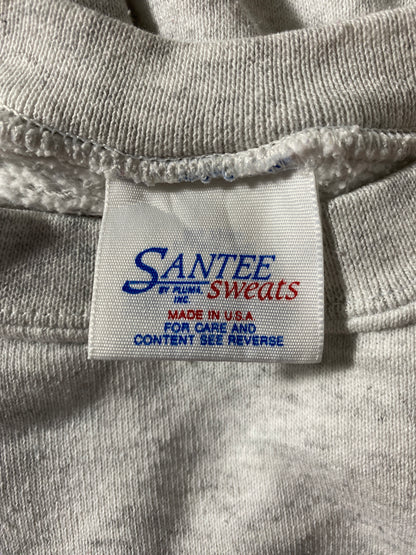 SANTEE
BY PLUMA sweats
INC.
MADE IN U.S.A
FOR CARE AND
CONTENT SEE REVERSE